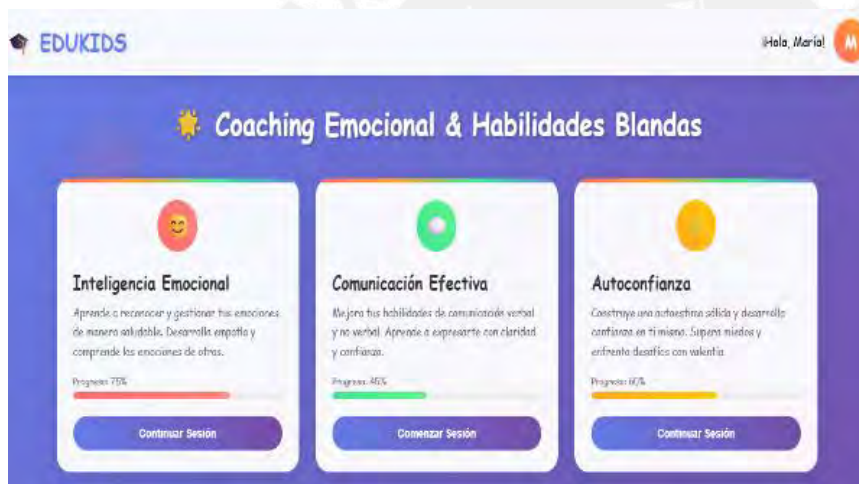 EDUKIDS
¡Hola, María!
M
Coaching Emocional & Habilidades Blandas
Inteligencia Emocional
Aprende a reconocer y gestionar tus emociones
de manera saludable. Desarrolla empatía y
comprende las emociones de otros.
Progreso: 75%
Continuar Sesión
Comunicación Efectiva
Mejora tus habilidades de comunicación verbal
y no verbal. Aprende a expresarte con claridad
y confianza.
Progreso: 45%
Comenzar Sesión
Autoconfianza
Construye una autoestima sólida y desarrolla
confianza en ti mismo. Supera miedos y
enfrenta desafíos con valentía.
Progreso: 60%
Continuar Sesión